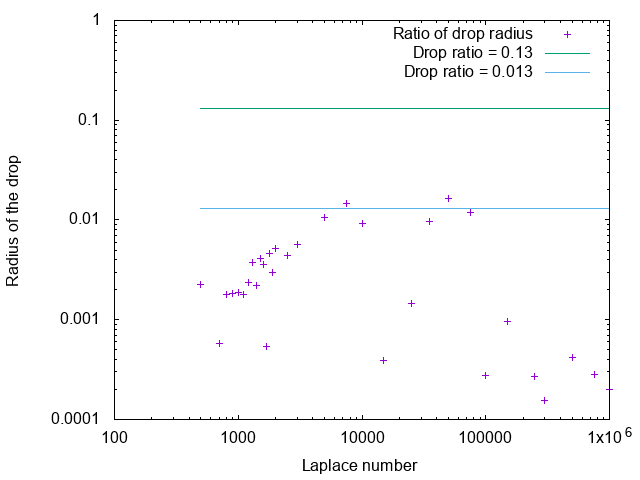 1
0.1
0.01
0.001
0.0001
Radius of the drop
Ratio of drop radius
Drop ratio = 0.13
Drop ratio = 0.013
100
1000
10000
100000
1x10^6
Laplace number